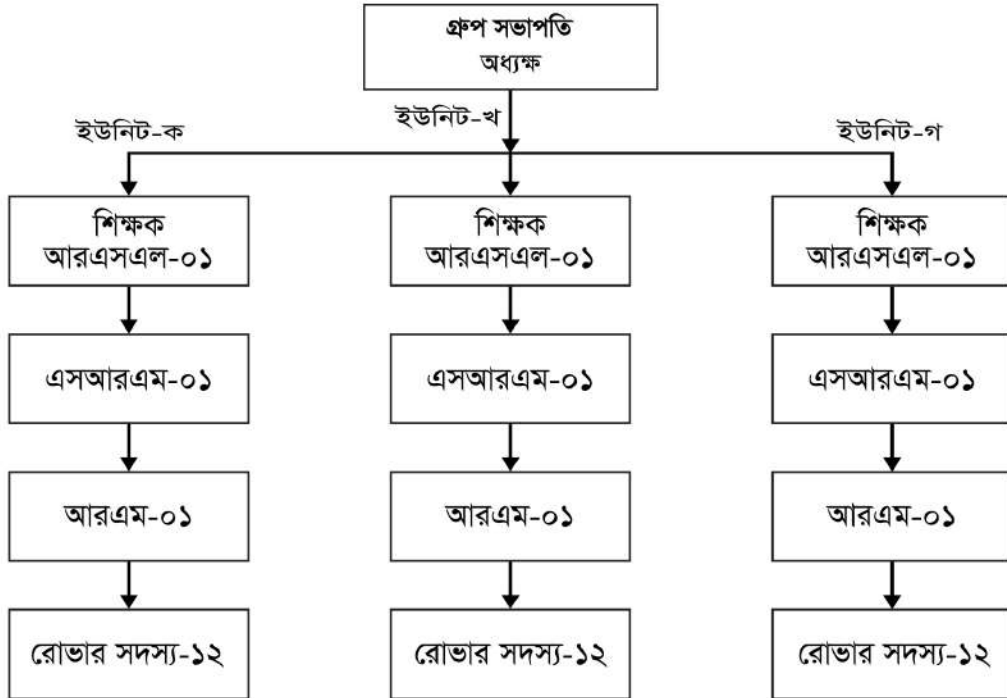 গ্রুপ সভাপতি
অধ্যক্ষ
ইউনিট-ক
ইউনিট-খ
ইউনিট-গ
শিক্ষক
আরএসএল-০১
শিক্ষক
আরএসএল-০১
শিক্ষক
আরএসএল-০১
এসআরএম-০১
এসআরএম-০১
এসআরএম-০১
আরএম-০১
আরএম-০১
আরএম-০১
রোভার সদস্য-১২
রোভার সদস্য-১২
রোভার সদস্য-১২